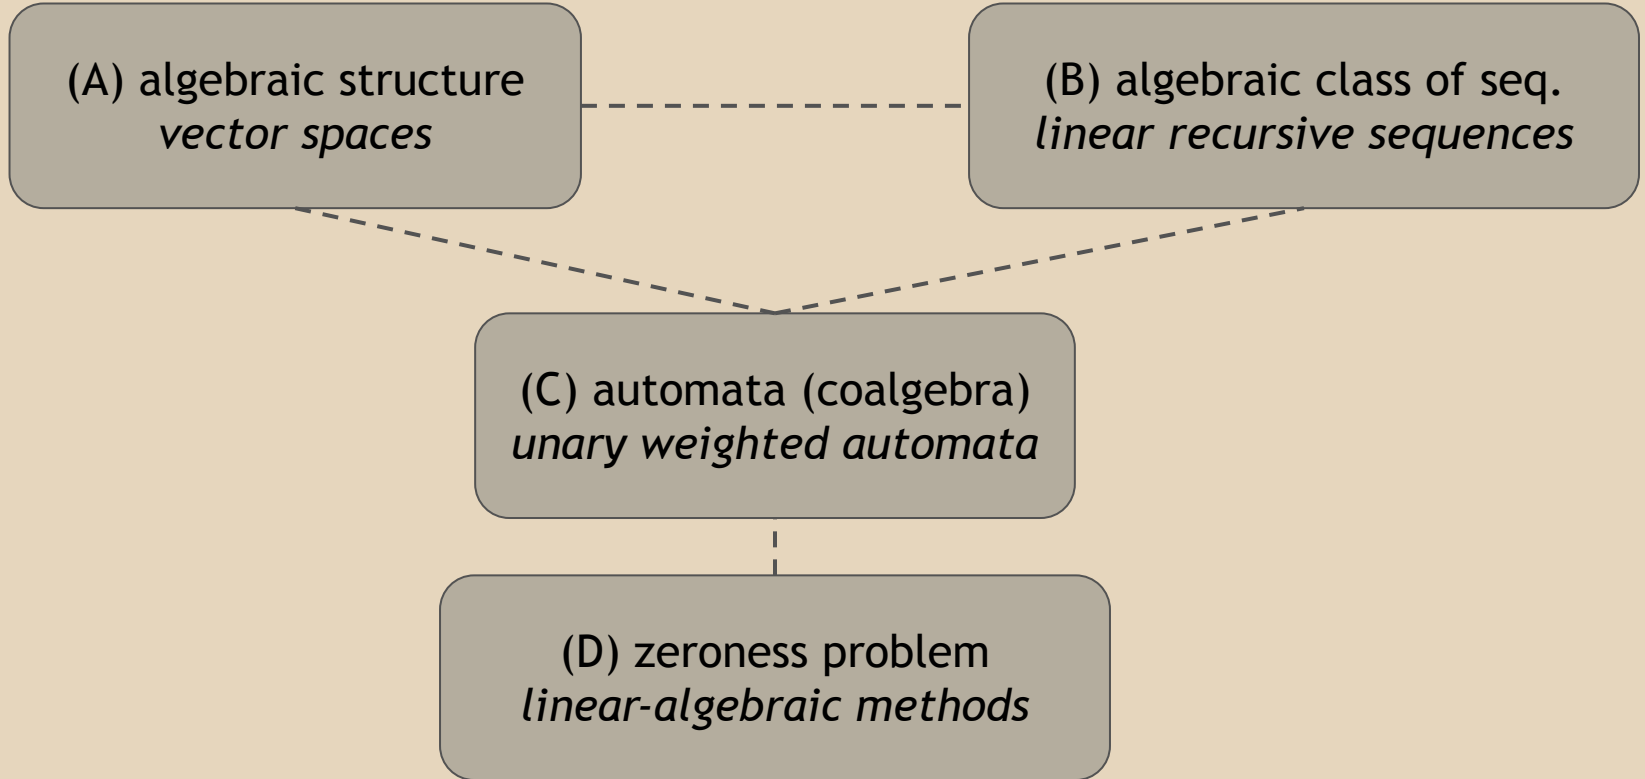 (A) algebraic structure
vector spaces
(B) algebraic class of seq.
linear recursive sequences
(C) automata (coalgebra)
unary weighted automata
(D) zeroness problem
linear-algebraic methods